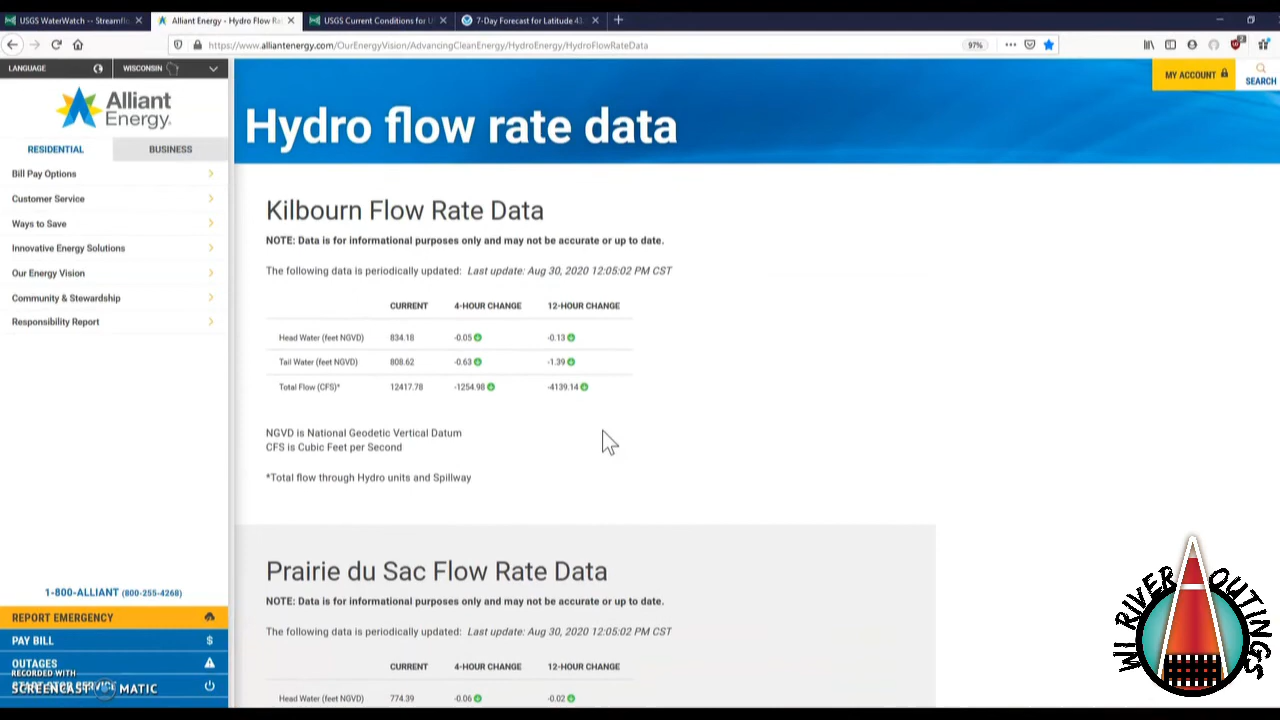 USGS WaterWatch -- Streamfl
Alliant Energy - Hydro Flow Ra
USGS Current Conditions for U
7-Day Forecast for Latitude 43.
https://www.alliantenergy.com/OurEnergyVision/AdvancingCleanEnergy/HydroEnergy/HydroFlowRateData
97%
LANGUAGE
WISCONSIN
MY ACCOUNT
SEARCH
Alliant
Energy
RESIDENTIAL
BUSINESS
Bill Pay Options
Customer Service
Ways to Save
Innovative Energy Solutions
Our Energy Vision
Community & Stewardship
Responsibility Report
1-800-ALLIANT (800-255-4268)
REPORT EMERGENCY
PAY BILL $
OUTAGES
RECORDED WITH
SCREENCAST MATIC
Hydro flow rate data
Kilbourn Flow Rate Data
NOTE: Data is for informational purposes only and may not be accurate or up to date.
The following data is periodically updated: Last update: Aug 30, 2020 12:05:02 PM CST
CURRENT 4-HOUR CHANGE 12-HOUR CHANGE
Head Water (feet NGVD) 834.18 -0.05 -0.13
Tail Water (feet NGVD) 808.62 -0.63 -1.39
Total Flow (CFS)* 12417.78 -1254.98 -4139.14
NGVD is National Geodetic Vertical Datum
CFS is Cubic Feet per Second
*Total flow through Hydro units and Spillway
Prairie du Sac Flow Rate Data
NOTE: Data is for informational purposes only and may not be accurate or up to date.
The following data is periodically updated: Last update: Aug 30, 2020 12:05:02 PM CST
CURRENT 4-HOUR CHANGE 12-HOUR CHANGE
Head Water (feet NGVD) 774.39 -0.06 -0.02
WI RIVER OUTINGS